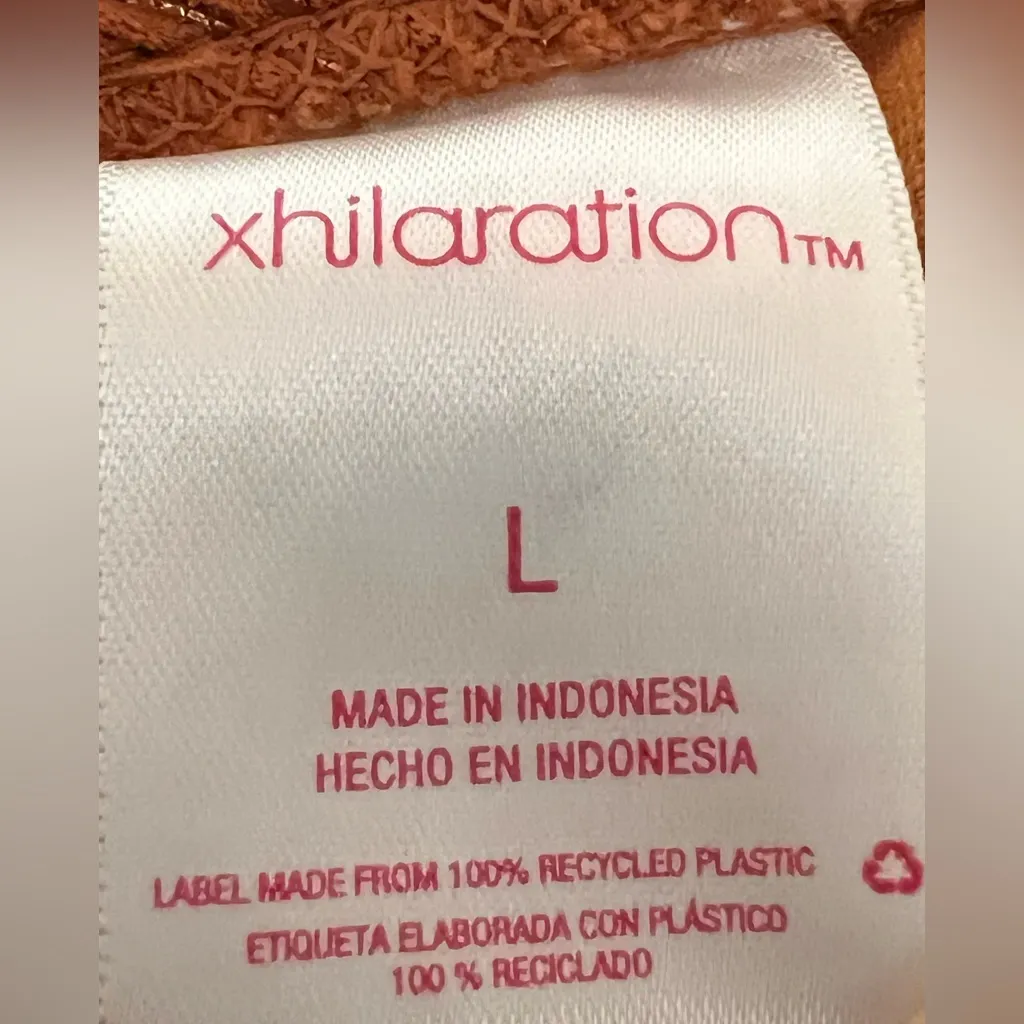 xhilaration™
L
MADE IN INDONESIA
HECHO EN INDONESIA
LABEL MADE FROM 100% RECYCLED PLASTIC
ETIQUETA ELABORADA CON PLÁSTICO
100 % RECICLADO